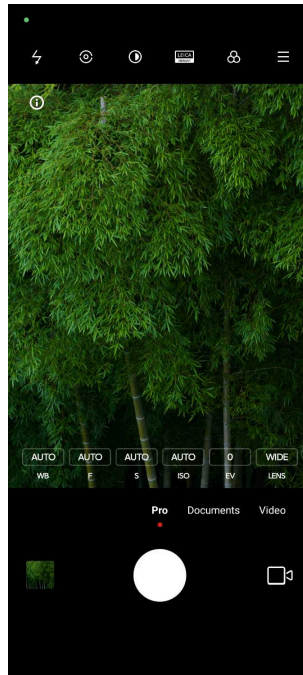 LEICA
AUTO AUTO AUTO AUTO 0 WIDE
WB F S ISO EV LENS
Pro Documents Video